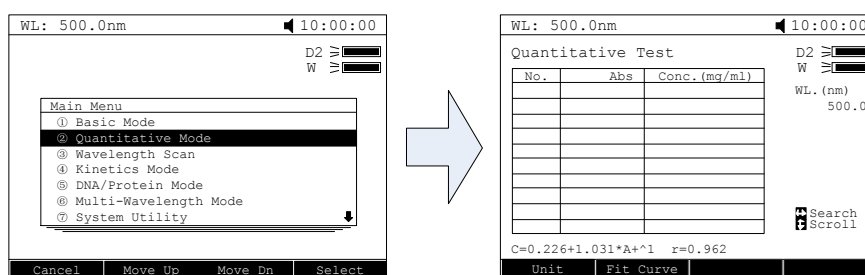 WL: 500.0nm 10:00:00
D2
W
Main Menu
① Basic Mode
② Quantitative Mode
③ Wavelength Scan
④ Kinetics Mode
⑤ DNA/Protein Mode
⑥ Multi-Wavelength Mode
⑦ System Utility
Cancel Move Up Move Dn Select
WL: 500.0nm 10:00:00
Quantitative Test
D2
W
No. Abs Conc.(mg/ml)
WL.(nm)
500.0
Search
Scroll
C=0.226+1.031*A+^1 r=0.962
Unit Fit Curve